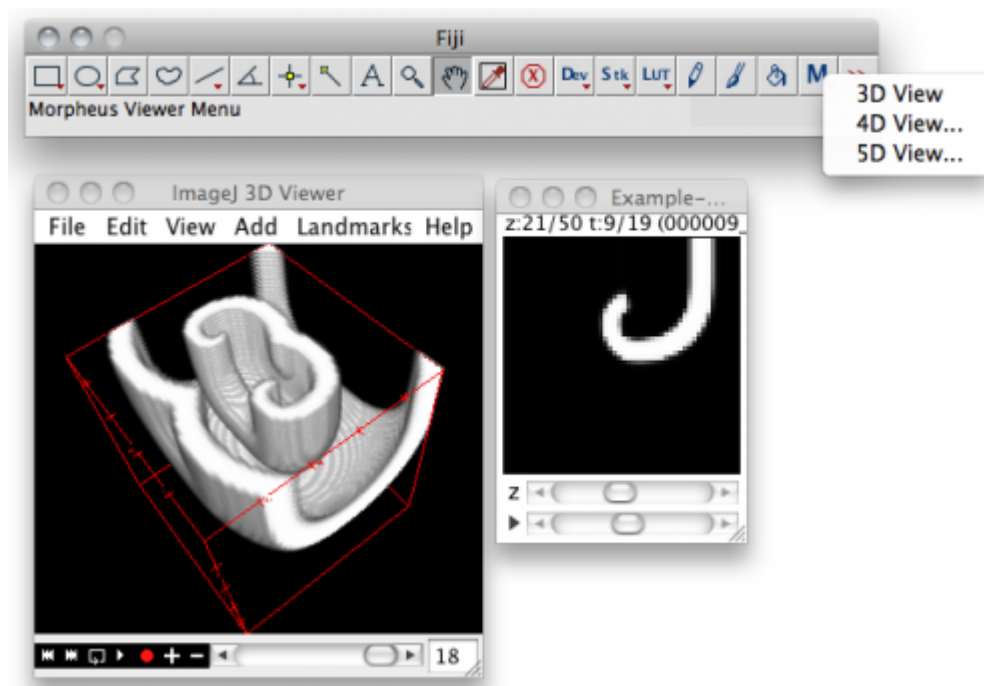 Fiji
A Dev Stk LUT M >>
Morpheus Viewer Menu
3D View
4D View...
5D View...
ImageJ 3D Viewer
File Edit View Add Landmarks Help
18
Example-...
z:21/50 t:9/19 (000009_
z